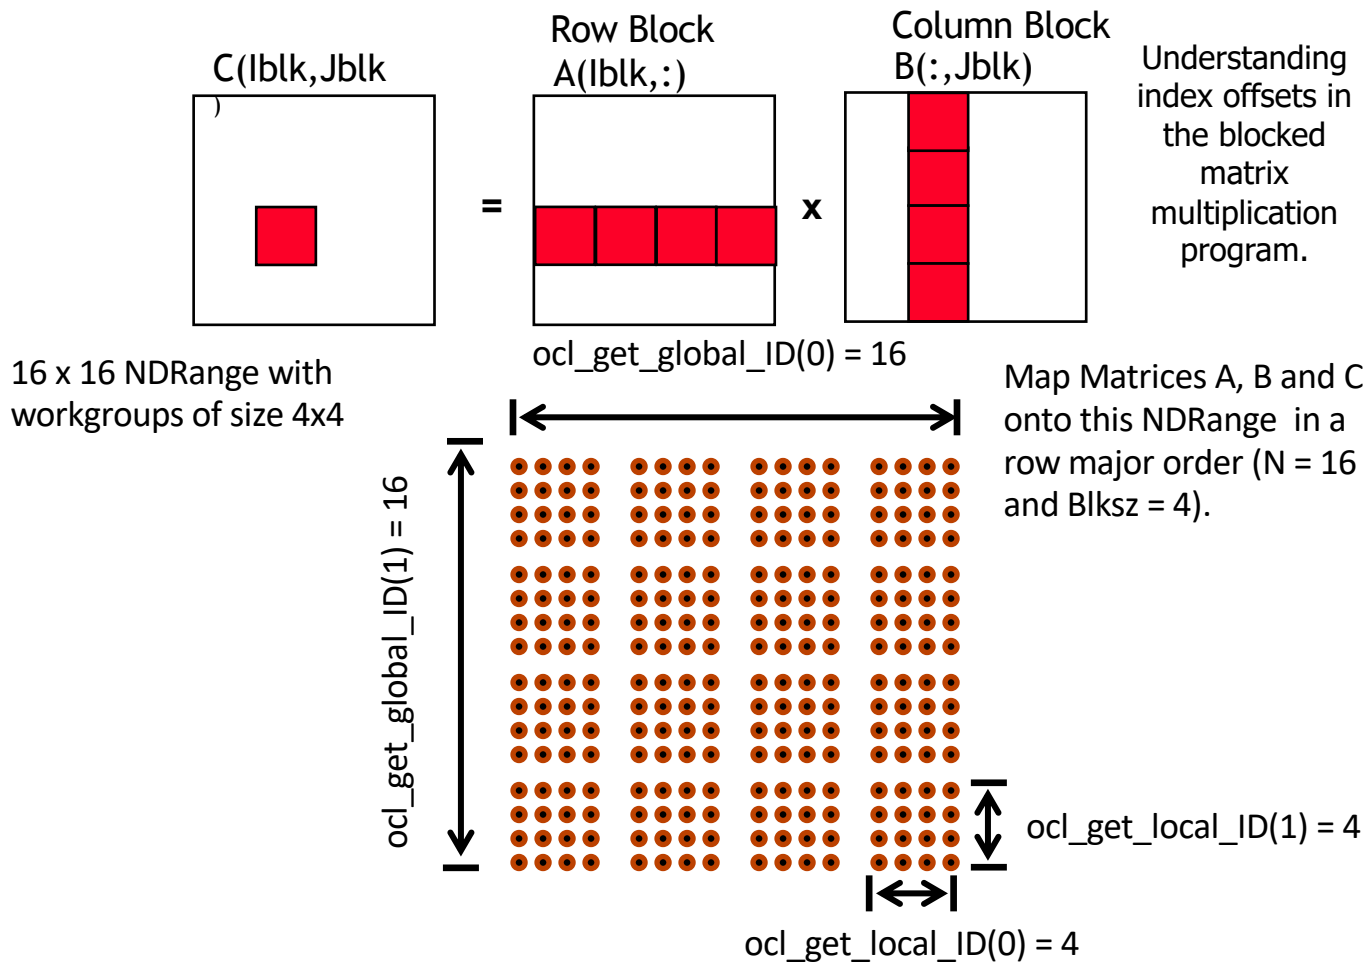 C(Iblk,Jblk
)
Row Block
A(Iblk,:)
Column Block
B(:,Jblk)
Understanding
index offsets in
the blocked
matrix
multiplication
program.
=
x
16 x 16 NDRange with
workgroups of size 4x4
ocl_get_global_ID(0) = 16
Map Matrices A, B and C
onto this NDRange in a
row major order (N = 16
and Blksz = 4).
ocl_get_global_ID(1) = 16
ocl_get_local_ID(1) = 4
ocl_get_local_ID(0) = 4